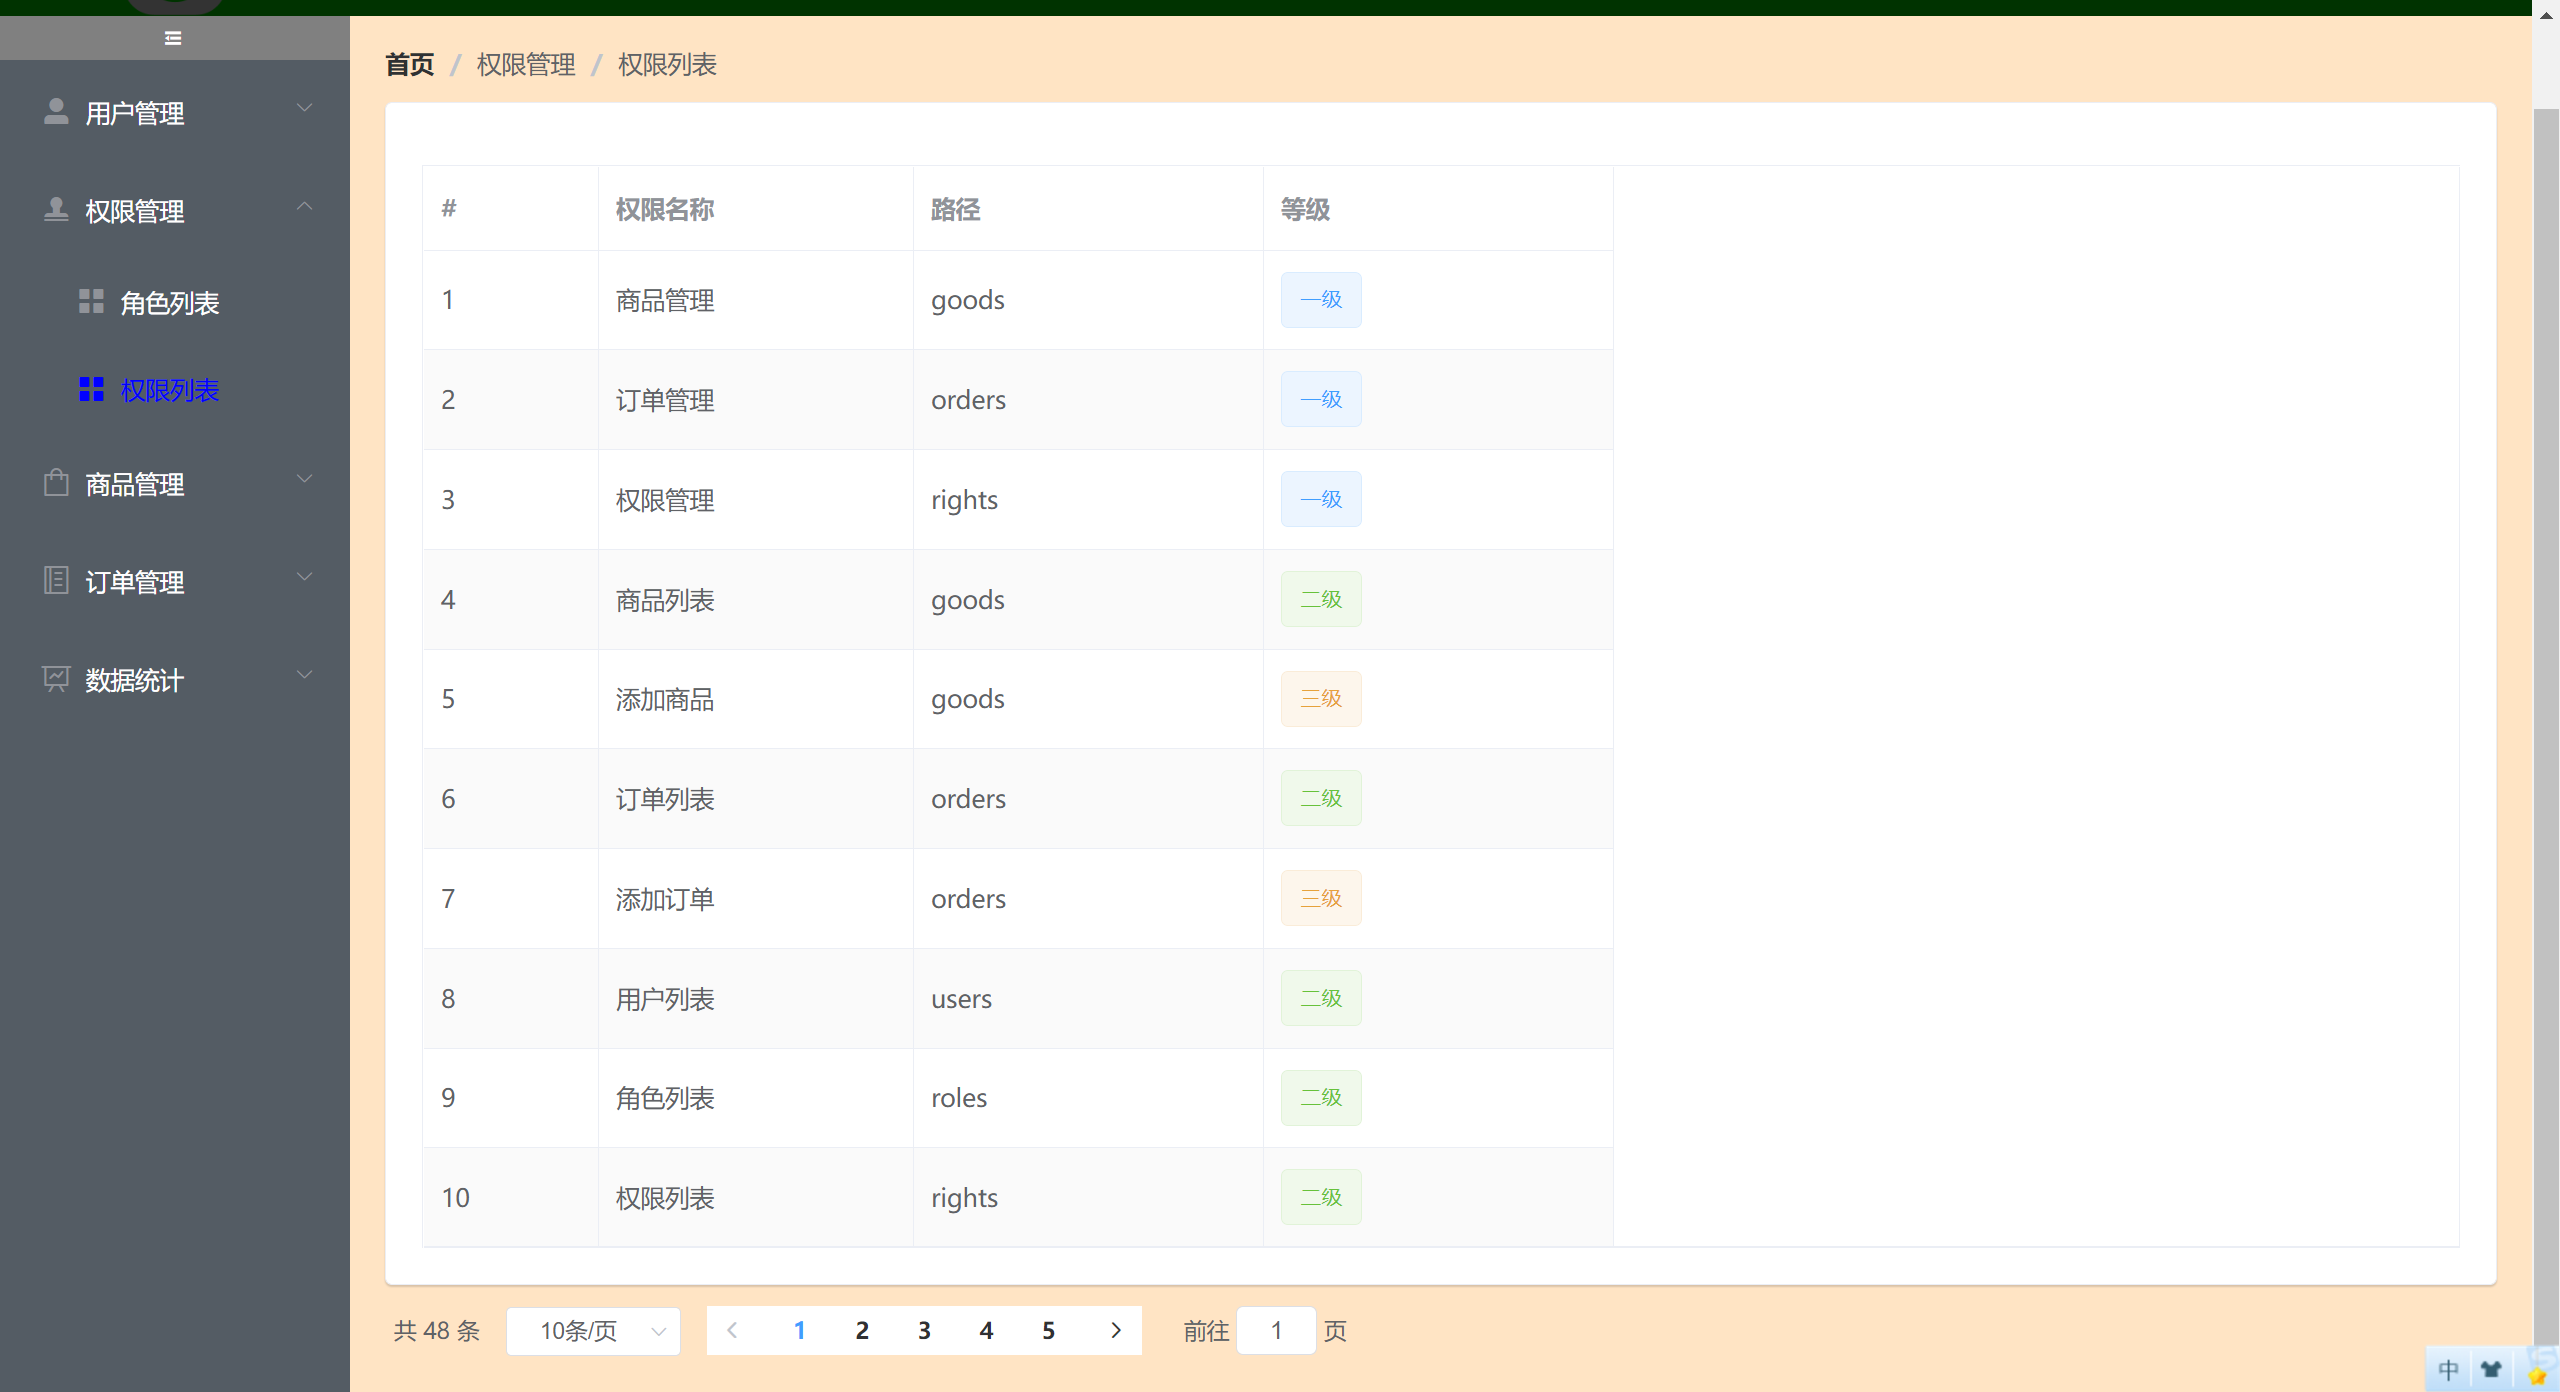 首页 / 权限管理 / 权限列表
用户管理
权限管理
角色列表
权限列表
商品管理
订单管理
数据统计
# 权限名称 路径 等级
1 商品管理 goods 一级
2 订单管理 orders 一级
3 权限管理 rights 一级
4 商品列表 goods 二级
5 添加商品 goods 三级
6 订单列表 orders 二级
7 添加订单 orders 三级
8 用户列表 users 二级
9 角色列表 roles 二级
10 权限列表 rights 二级
共 48 条 10条/页 1 2 3 4 5 前往 1 页
中